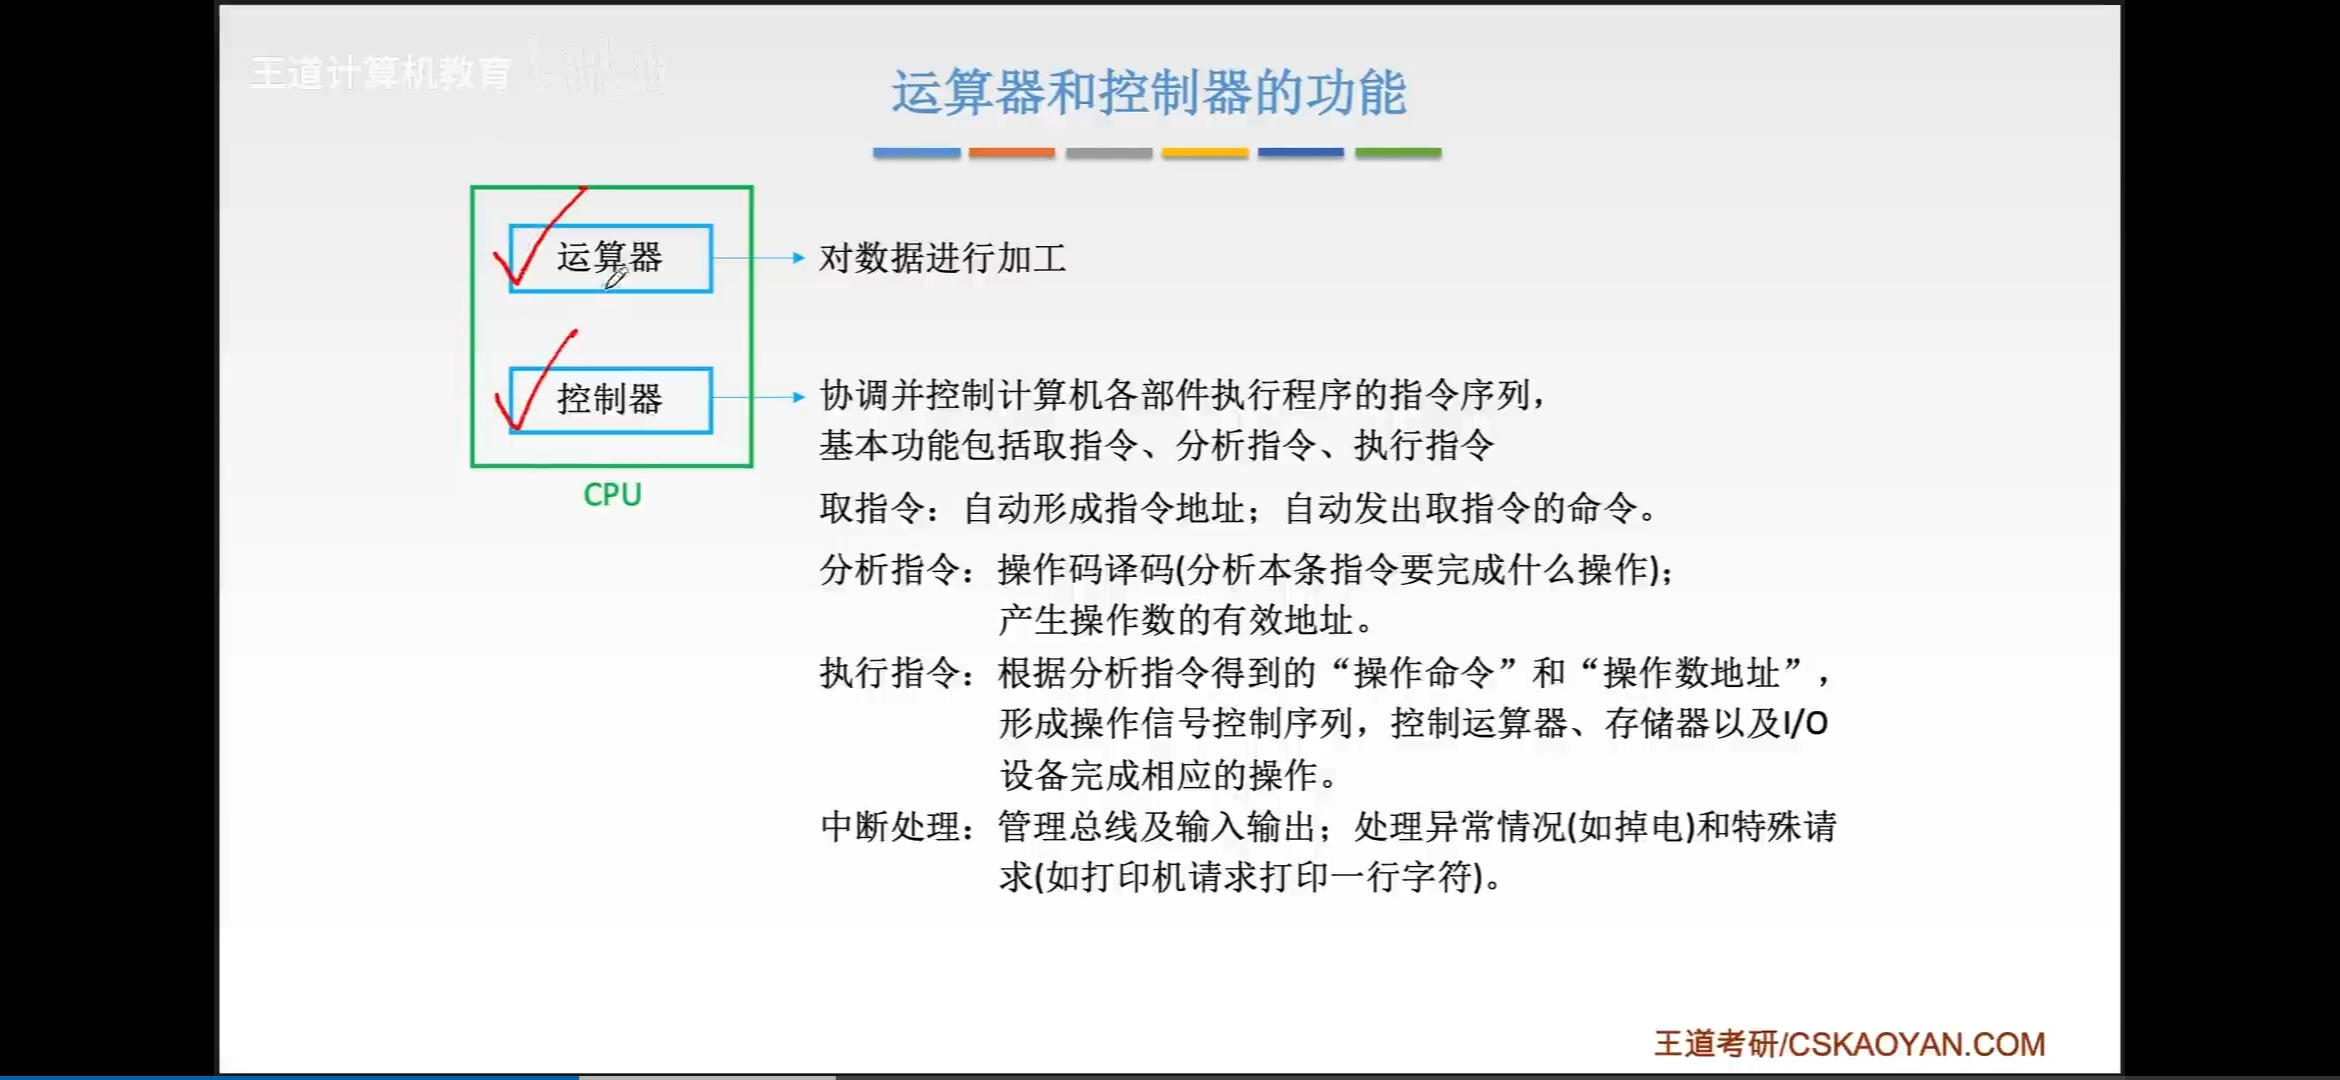 王道计算机教育
运算器和控制器的功能
运算器
对数据进行加工
控制器
协调并控制计算机各部件执行程序的指令序列，
基本功能包括取指令、分析指令、执行指令
CPU
取指令：自动形成指令地址；自动发出取指令的命令。
分析指令：操作码译码(分析本条指令要完成什么操作)；
产生操作数的有效地址。
执行指令：根据分析指令得到的“操作命令”和“操作数地址”，
形成操作信号控制序列，控制运算器、存储器以及I/O
设备完成相应的操作。
中断处理：管理总线及输入输出；处理异常情况(如掉电)和特殊请
求(如打印机请求打印一行字符)。
王道考研/CSKAOYAN.COM